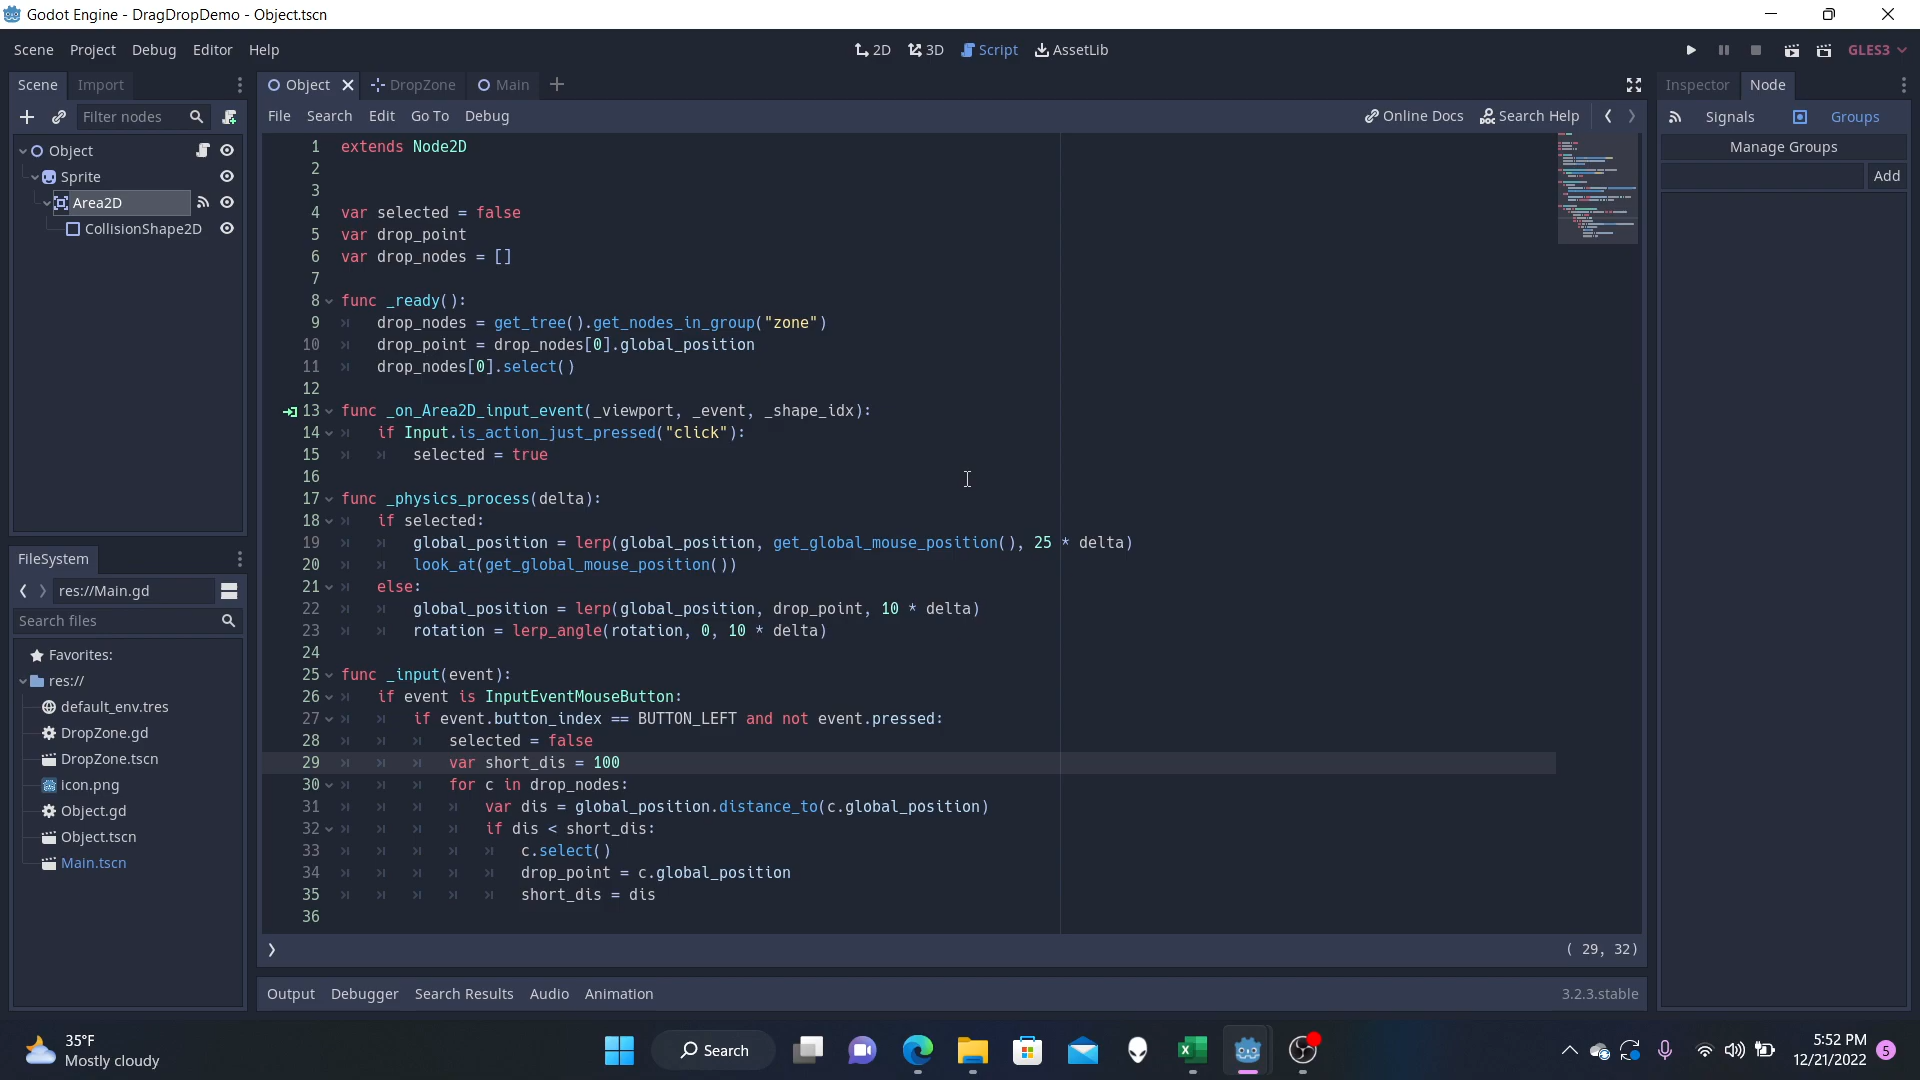 Godot Engine - DragDropDemo - Object.tscn
Scene Project Debug Editor Help
2D 3D Script AssetLib
GLES3
Scene Import
Object DropZone Main
Inspector Node
Filter nodes
File Search Edit Go To Debug
Online Docs Search Help
Signals Groups
Manage Groups
Add
Object
Sprite
Area2D
CollisionShape2D
1 extends Node2D
2
3
4 var selected = false
5 var drop_point
6 var drop_nodes = []
7
8 func _ready():
9 drop_nodes = get_tree().get_nodes_in_group("zone")
10 drop_point = drop_nodes[0].global_position
11 drop_nodes[0].select()
12
13 func _on_Area2D_input_event(_viewport, _event, _shape_idx):
14 if Input.is_action_just_pressed("click"):
15 selected = true
16
17 func _physics_process(delta):
18 if selected:
19 global_position = lerp(global_position, get_global_mouse_position(), 25 * delta)
20 look_at(get_global_mouse_position())
21 else:
22 global_position = lerp(global_position, drop_point, 10 * delta)
23 rotation = lerp_angle(rotation, 0, 10 * delta)
24
25 func _input(event):
26 if event is InputEventMouseButton:
27 if event.button_index == BUTTON_LEFT and not event.pressed:
28 selected = false
29 var short_dis = 100
30 for c in drop_nodes:
31 var dis = global_position.distance_to(c.global_position)
32 if dis < short_dis:
33 c.select()
34 drop_point = c.global_position
35 short_dis = dis
36
( 29, 32)
FileSystem
res://Main.gd
Search files
Favorites:
res://
default_env.tres
DropZone.gd
DropZone.tscn
icon.png
Object.gd
Object.tscn
Main.tscn
Output Debugger Search Results Audio Animation
3.2.3.stable
35°F
Mostly cloudy
Search
5:52 PM
12/21/2022
5